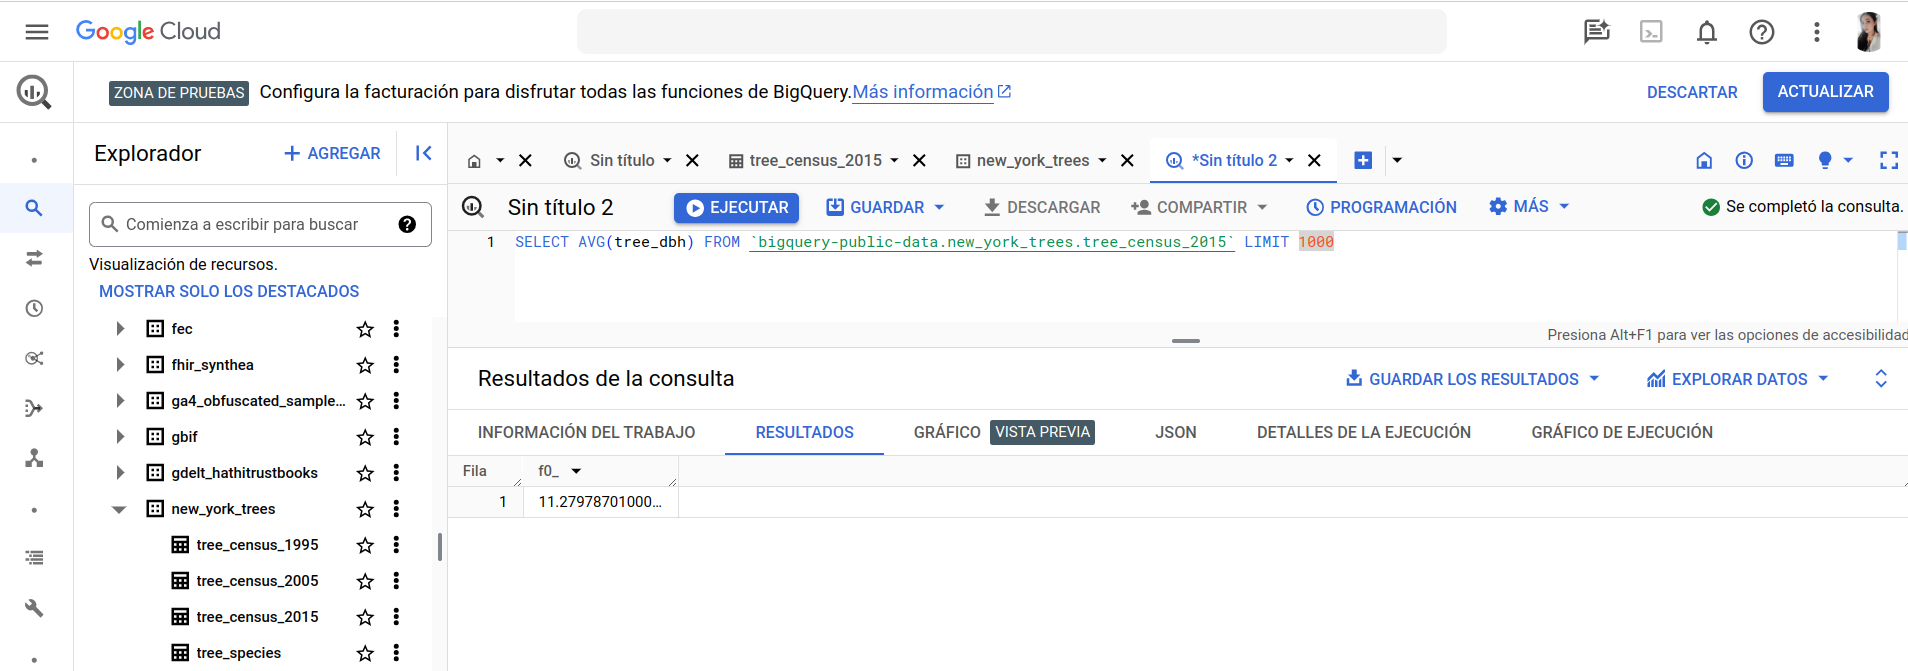 Google Cloud
ZONA DE PRUEBAS Configura la facturación para disfrutar todas las funciones de BigQuery. Más información DESCARTAR ACTUALIZAR
Explorador + AGREGAR
Sin título tree_census_2015 new_york_trees *Sin título 2
Sin título 2 EJECUTAR GUARDAR DESCARGAR COMPARTIR PROGRAMACIÓN MÁS Se completó la consulta.
Comienza a escribir para buscar
1 SELECT AVG(tree_dbh) FROM `bigquery-public-data.new_york_trees.tree_census_2015` LIMIT 1000
Visualización de recursos.
MOSTRAR SOLO LOS DESTACADOS
fec
fhir_synthea
ga4_obfuscated_sample...
gbif
gdelt_hathitrustbooks
new_york_trees
tree_census_1995
tree_census_2005
tree_census_2015
tree_species
Presiona Alt+F1 para ver las opciones de accesibilidad
Resultados de la consulta GUARDAR LOS RESULTADOS EXPLORAR DATOS
INFORMACIÓN DEL TRABAJO RESULTADOS GRÁFICO VISTA PREVIA JSON DETALLES DE LA EJECUCIÓN GRÁFICO DE EJECUCIÓN
Fila f0_
1 11.27978701000...